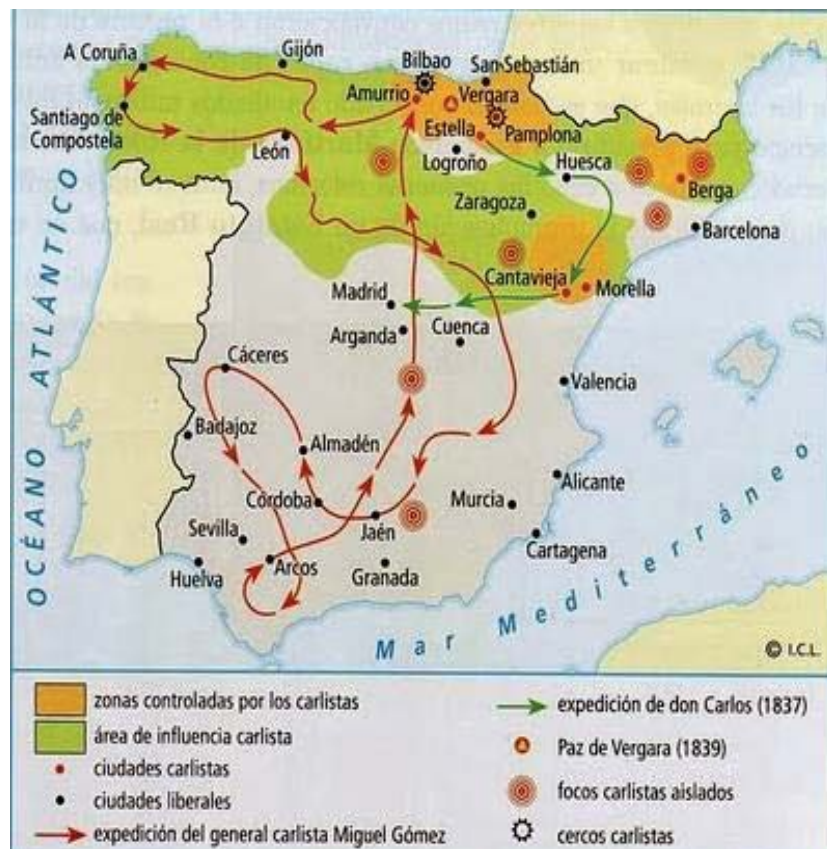 A Coruña
Gijón
Bilbao
San Sebastián
Amurrio
Vergara
Santiago de
Compostela
Estella
Pamplona
León
Logroño
Huesca
Berga
Zaragoza
Barcelona
Cantavieja
Morella
Madrid
Arganda
Cuenca
Cáceres
Valencia
Badajoz
Almadén
Alicante
Córdoba
Murcia
Sevilla
Jaén
Cartagena
Huelva
Arcos
Granada
OCÉANO ATLÁNTICO
Mar Mediterráneo
© I.C.L.
zonas controladas por los carlistas
área de influencia carlista
ciudades carlistas
ciudades liberales
expedición del general carlista Miguel Gómez
expedición de don Carlos (1837)
Paz de Vergara (1839)
focos carlistas aislados
cercos carlistas